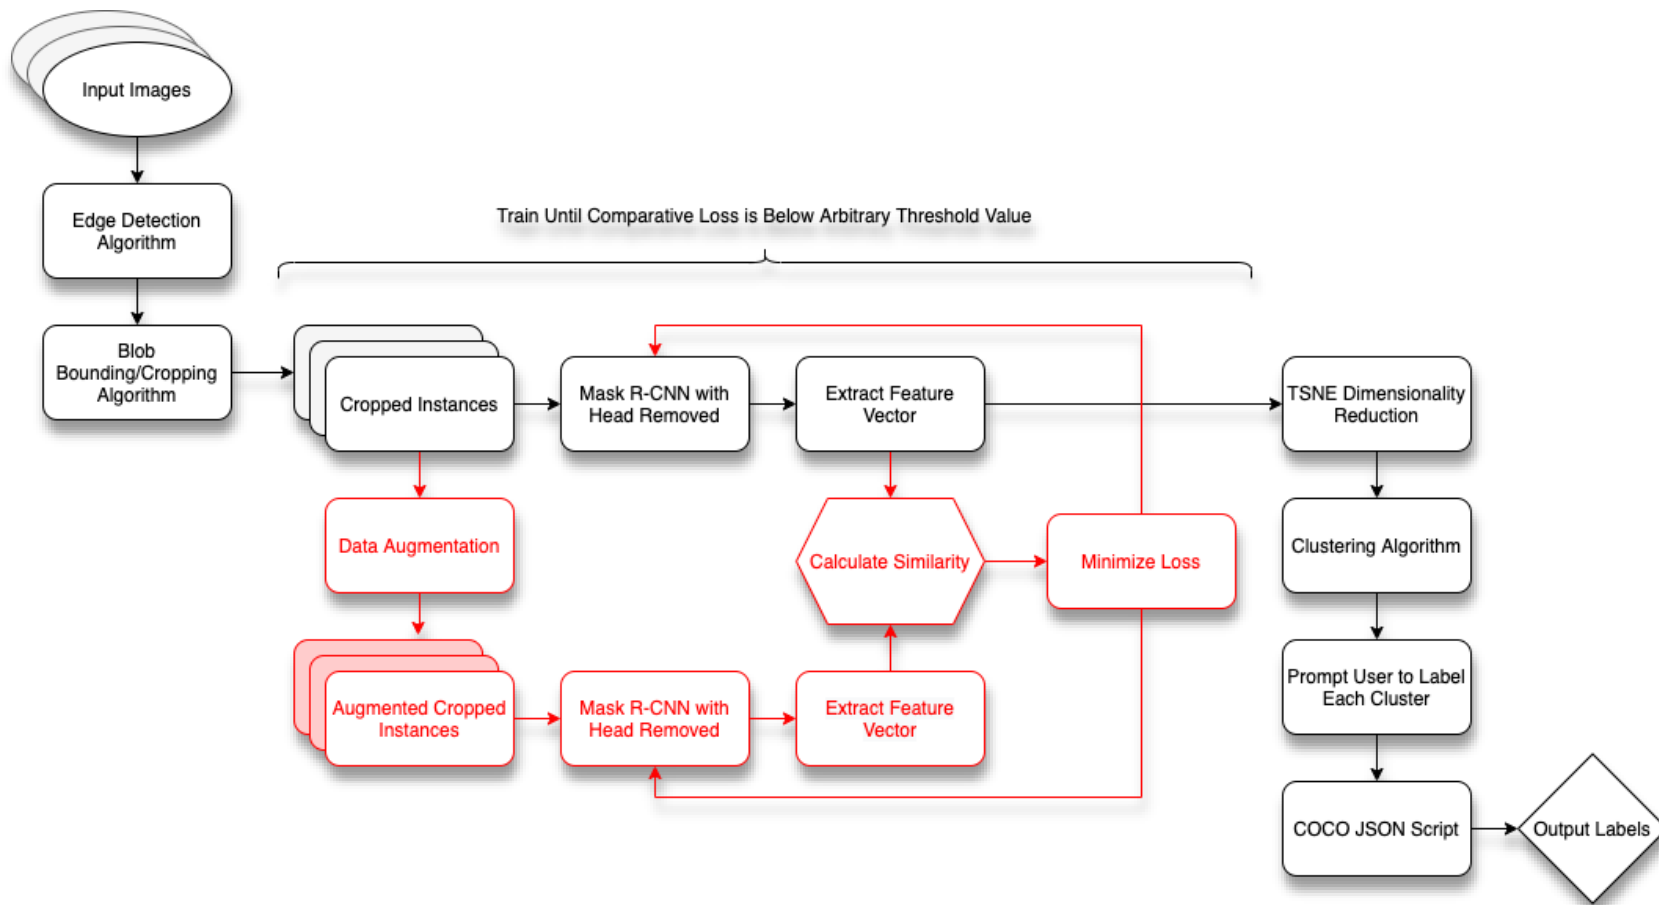 Input Images
Edge Detection
Algorithm
Train Until Comparative Loss is Below Arbitrary Threshold Value
Blob
Bounding/Cropping
Algorithm
Cropped Instances
Mask R-CNN with
Head Removed
Extract Feature
Vector
TSNE Dimensionality
Reduction
Data Augmentation
Calculate Similarity
Minimize Loss
Clustering Algorithm
Augmented Cropped
Instances
Mask R-CNN with
Head Removed
Extract Feature
Vector
Prompt User to Label
Each Cluster
COCO JSON Script
Output Labels